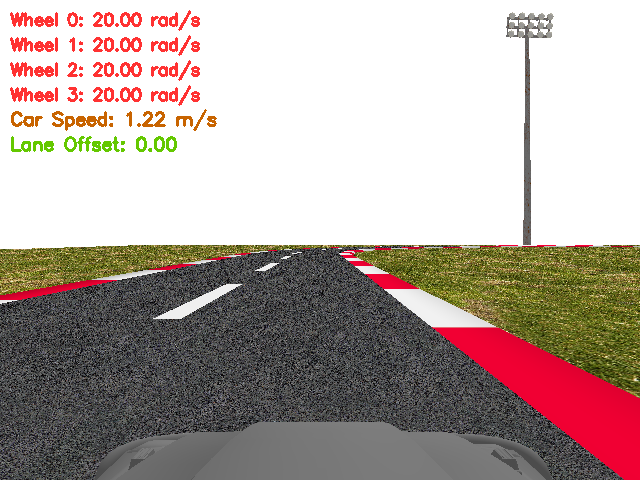 Wheel 0: 20.00 rad/s
Wheel 1: 20.00 rad/s
Wheel 2: 20.00 rad/s
Wheel 3: 20.00 rad/s
Car Speed: 1.22 m/s
Lane Offset: 0.00